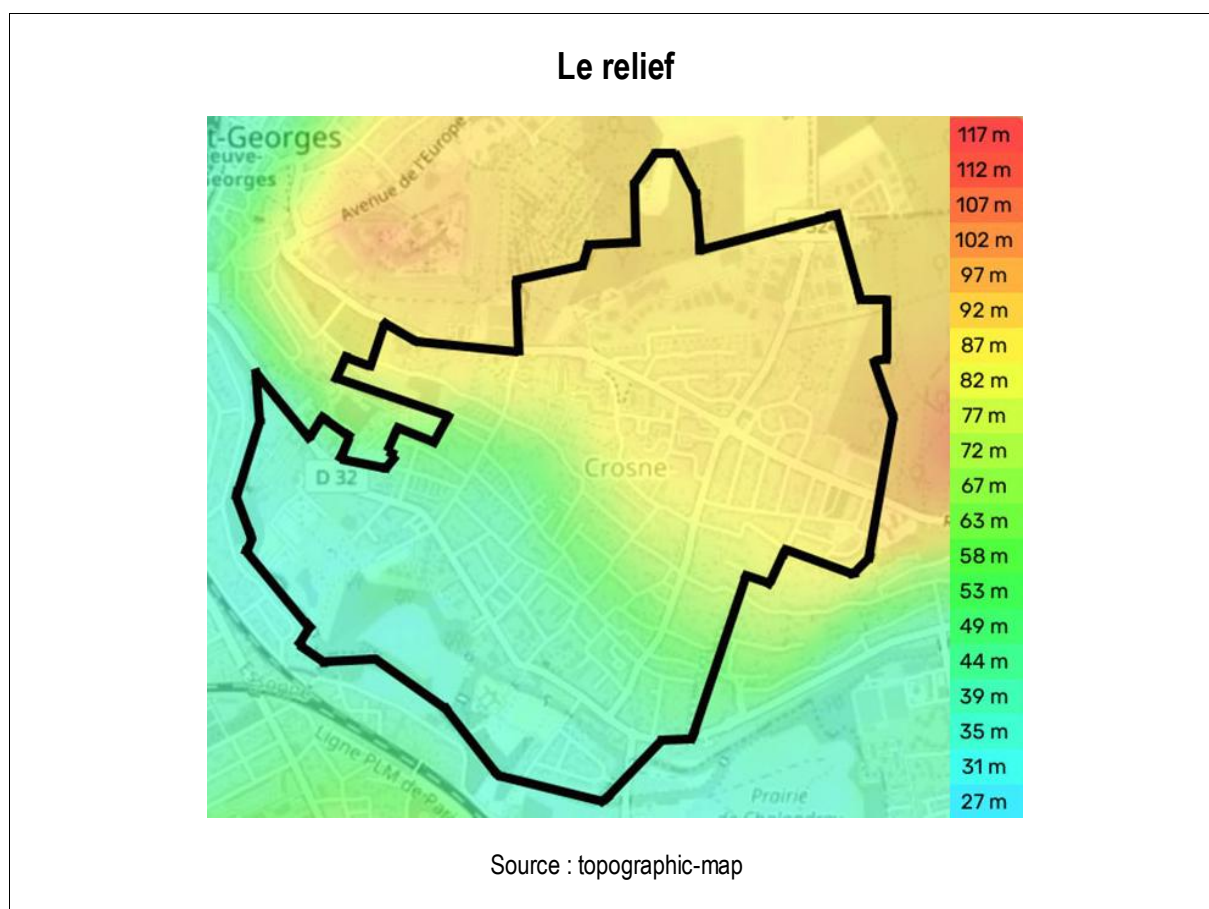 Le relief
t-Georges
euve-
eorges
Avenue de l'Europe
117 m
112 m
107 m
102 m
97 m
92 m
87 m
82 m
77 m
72 m
67 m
63 m
58 m
53 m
49 m
44 m
39 m
35 m
31 m
27 m
Crosne
D 32
Ligne PLM de
Prairie
Source : topographic-map